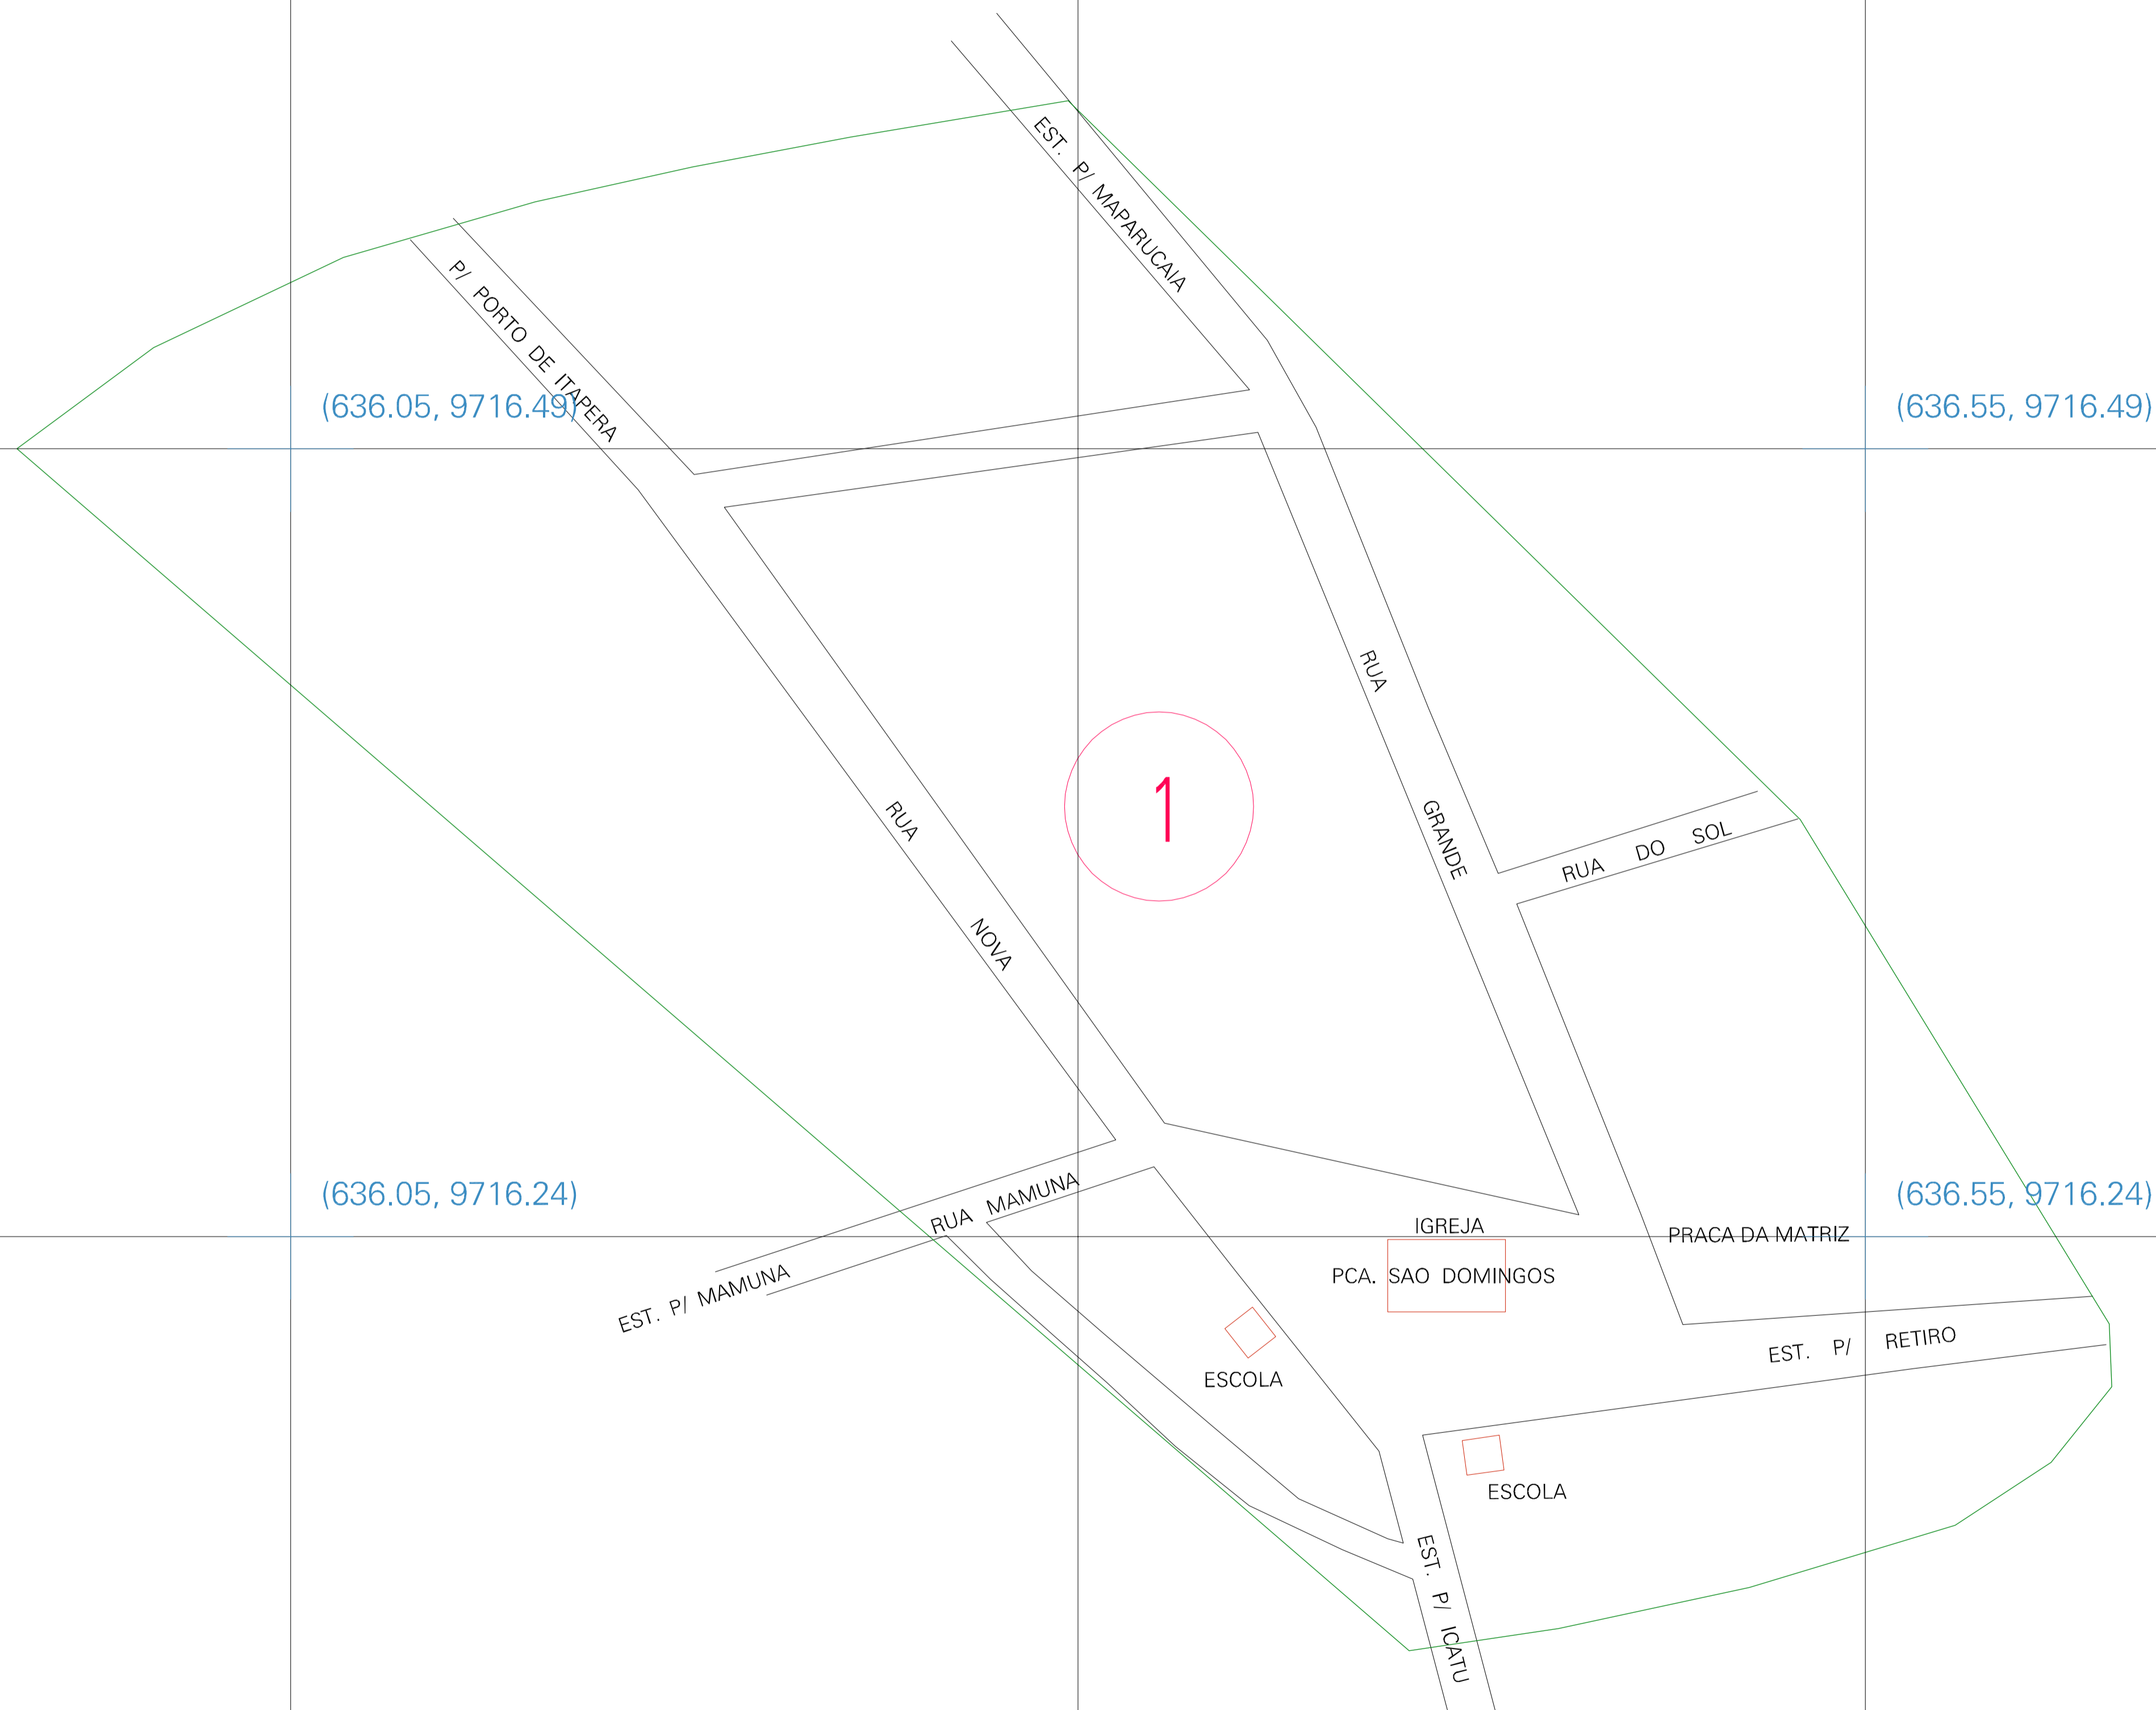 EST. P/ MAPARUCAIA
P/ PORTO DE ITAPERA
(636.05, 9716.49)
(636.55, 9716.49)
RUA GRANDE
1
RUA NOVA
RUA DO SOL
RUA MAMUNA
(636.05, 9716.24)
(636.55, 9716.24)
IGREJA
PRACA DA MATRIZ
PCA. SAO DOMINGOS
EST. P/ MAMUNA
EST. P/ RETIRO
ESCOLA
ESCOLA
EST. P/ ICATU